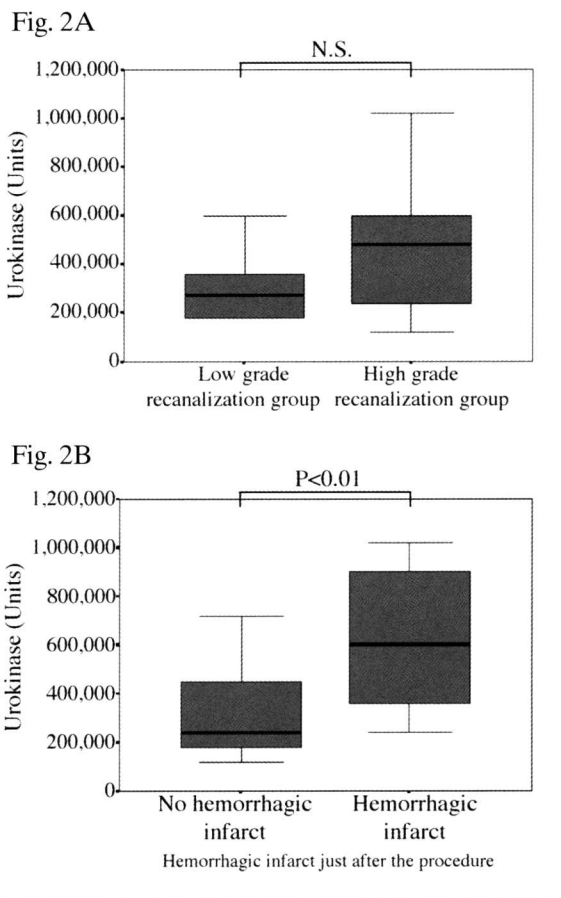 Fig. 2A
N.S.
1,200,000
1,000,000
800,000
600,000
400,000
200,000
0
Urokinase (Units)
Low grade
recanalization group
High grade
recanalization group
Fig. 2B
P<0.01
1,200,000
1,000,000
800,000
600,000
400,000
200,000
0
Urokinase (Units)
No hemorrhagic
infarct
Hemorrhagic
infarct
Hemorrhagic infarct just after the procedure